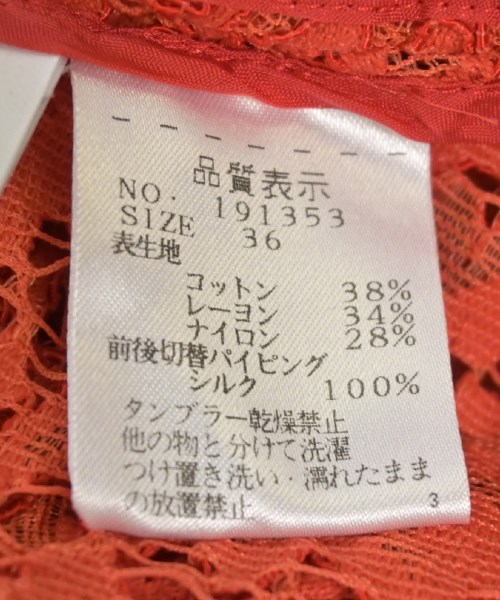 品質表示
NO. 191353
SIZE 36
表生地
コットン 38%
レーヨン 34%
ナイロン 28%
前後切替パイピング
シルク 100%
タンブラー乾燥禁止
他の物と分けて洗濯
つけ置き洗い・濡れたまま
の放置禁止
3